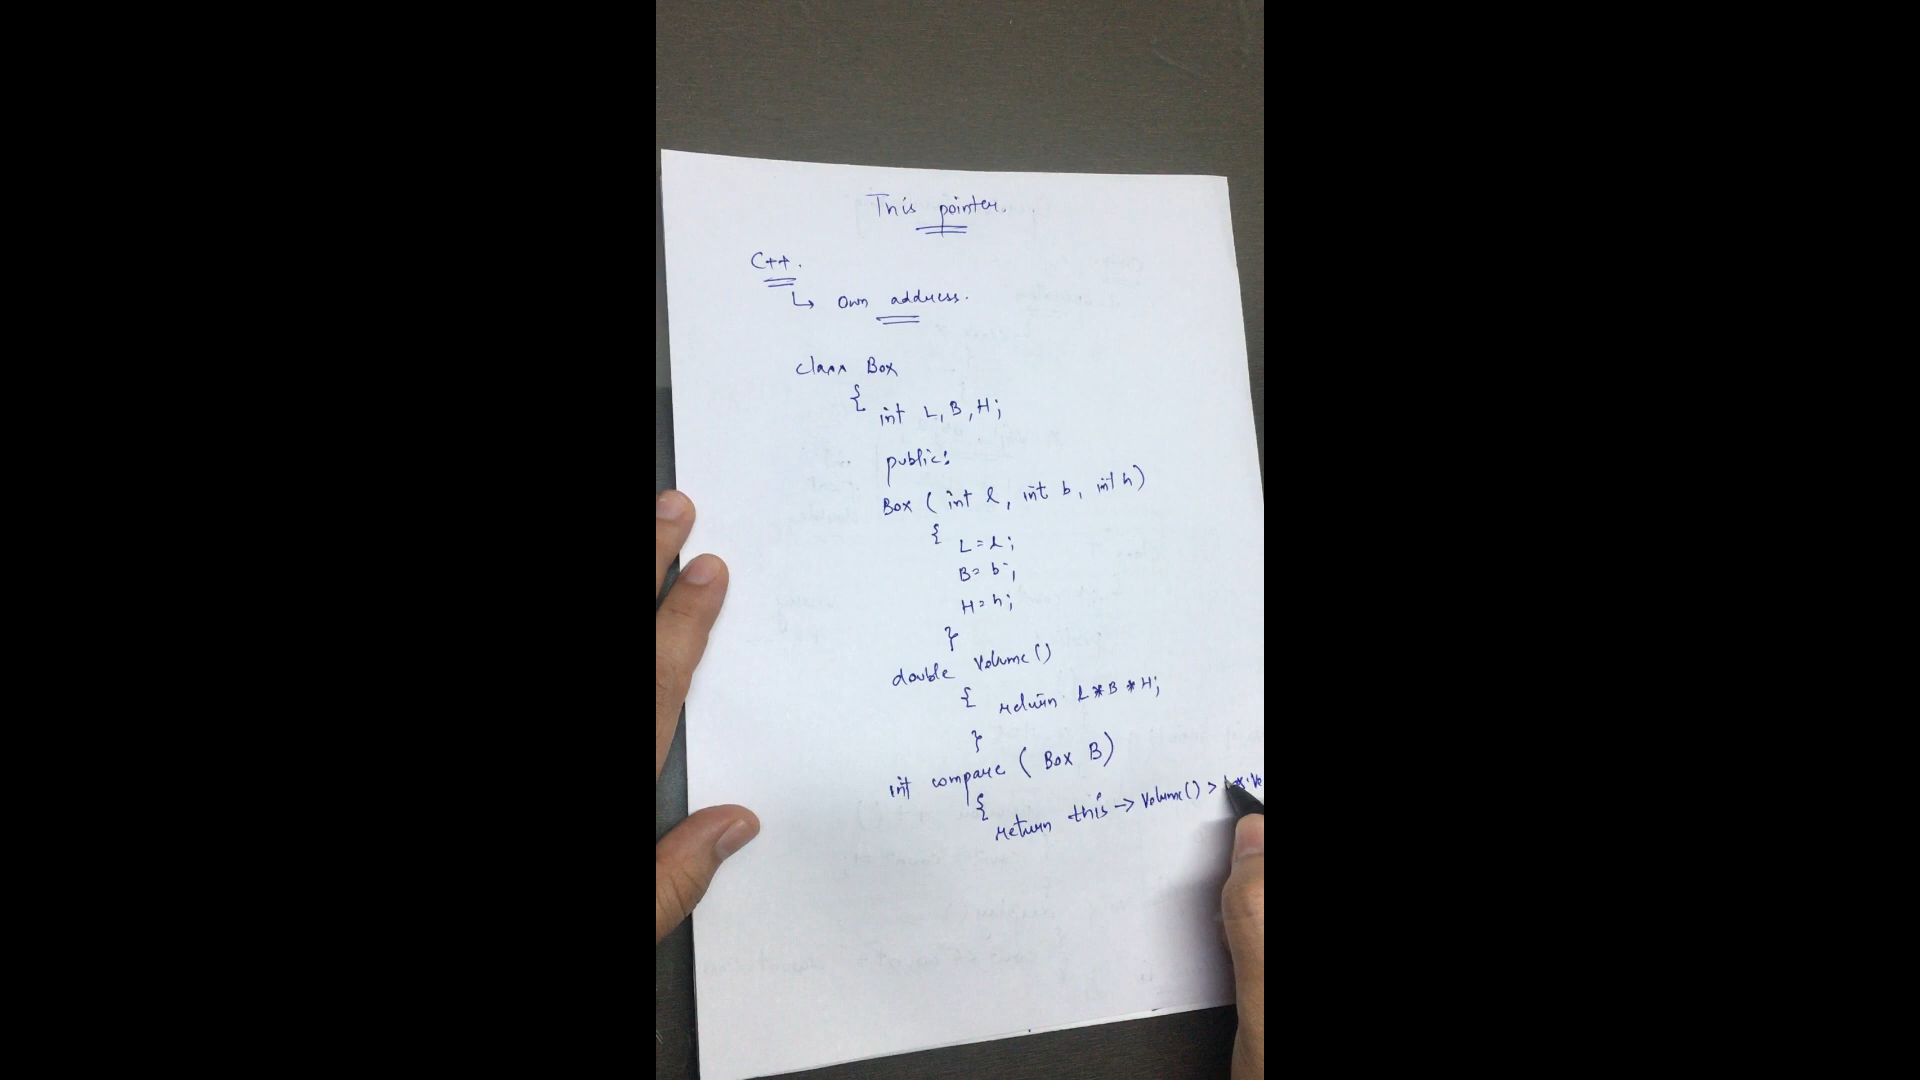 This pointer.
C++.
↳ own address.
class Box
{
int L, B, H;
public:
Box ( int l, int b, int h)
{
L = l;
B = b;
H = h;
}
double Volume()
{ return L * B * H;
}
int compare ( Box B)
{
return this -> Volume() >